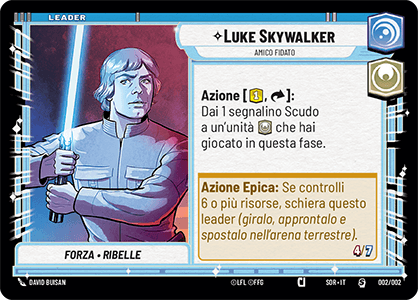 LEADER
LUKE SKYWALKER
AMICO FIDATO
Azione [1, ]:
Dai 1 segnalino Scudo
a un'unità che hai
giocato in questa fase.
Azione Epica: Se controlli
6 o più risorse, schiera questo
leader (giralo, approntalo e
spostalo nell'arena terrestre).
4/7
FORZA • RIBELLE
DAVID BUISAN
©LFL ©FFG
SOR • IT
002/002